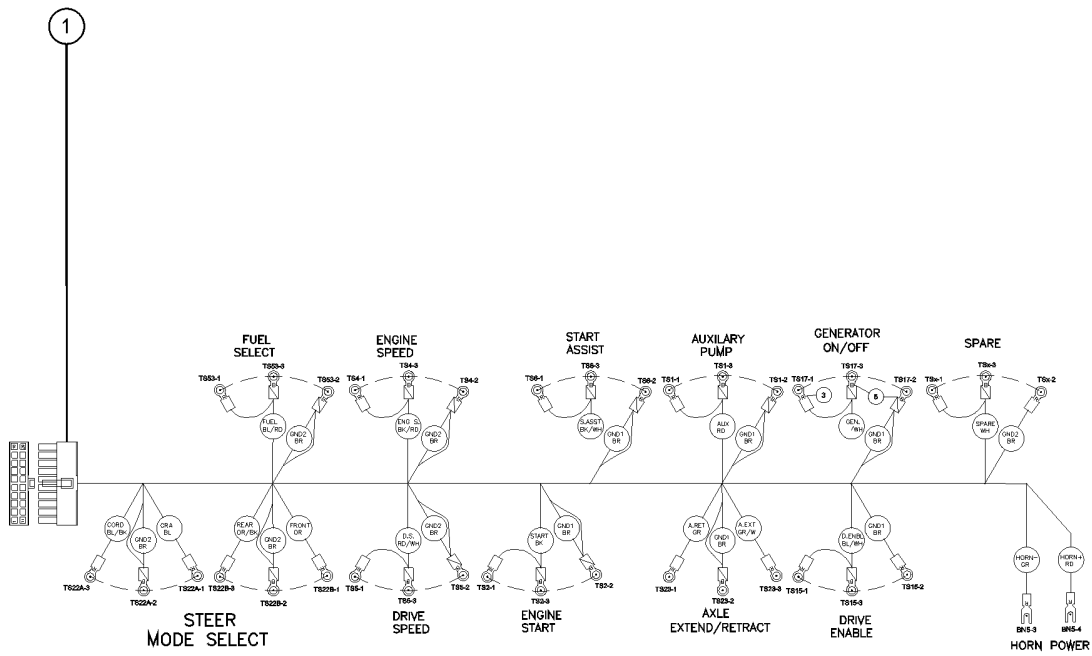 1
FUEL
SELECT
ENGINE
SPEED
START
ASSIST
AUXILARY
PUMP
GENERATOR
ON/OFF
SPARE
TS53-1
TS53-3
TS53-2
TS4-1
TS4-3
TS4-2
TS6-1
TS6-3
TS6-2
TS1-1
TS1-3
TS1-2
TS17-1
TS17-3
TS17-2
TSx-1
TSx-3
TSx-2
3
5
FUEL
BL/RD
GND2
BR
ENG S.
BK/RD
GND2
BR
S.ASST
BK/WH
GND1
BR
AUX
RD
GND1
BR
GEN.
/WH
GND1
BR
SPARE
WH
GND2
BR
CORD
BL/BK
GND2
BR
CRA
BL
REAR
OR/BK
GND2
BR
FRONT
OR
D.S.
RD/WH
GND2
BR
START
BK
GND1
BR
A.RET
GR
GND1
BR
A.EXT
GR/W
D.ENBL
BL/WH
GND1
BR
HORN-
GR
HORN+
RD
TS22A-3
TS22A-2
TS22A-1
TS22B-3
TS22B-2
TS22B-1
TS5-1
TS5-3
TS5-2
TS2-1
TS2-3
TS2-2
TS23-1
TS23-2
TS23-3
TS15-1
TS15-3
TS15-2
BN5-3
BN5-4
STEER
MODE SELECT
DRIVE
SPEED
ENGINE
START
AXLE
EXTEND/RETRACT
DRIVE
ENABLE
HORN POWER